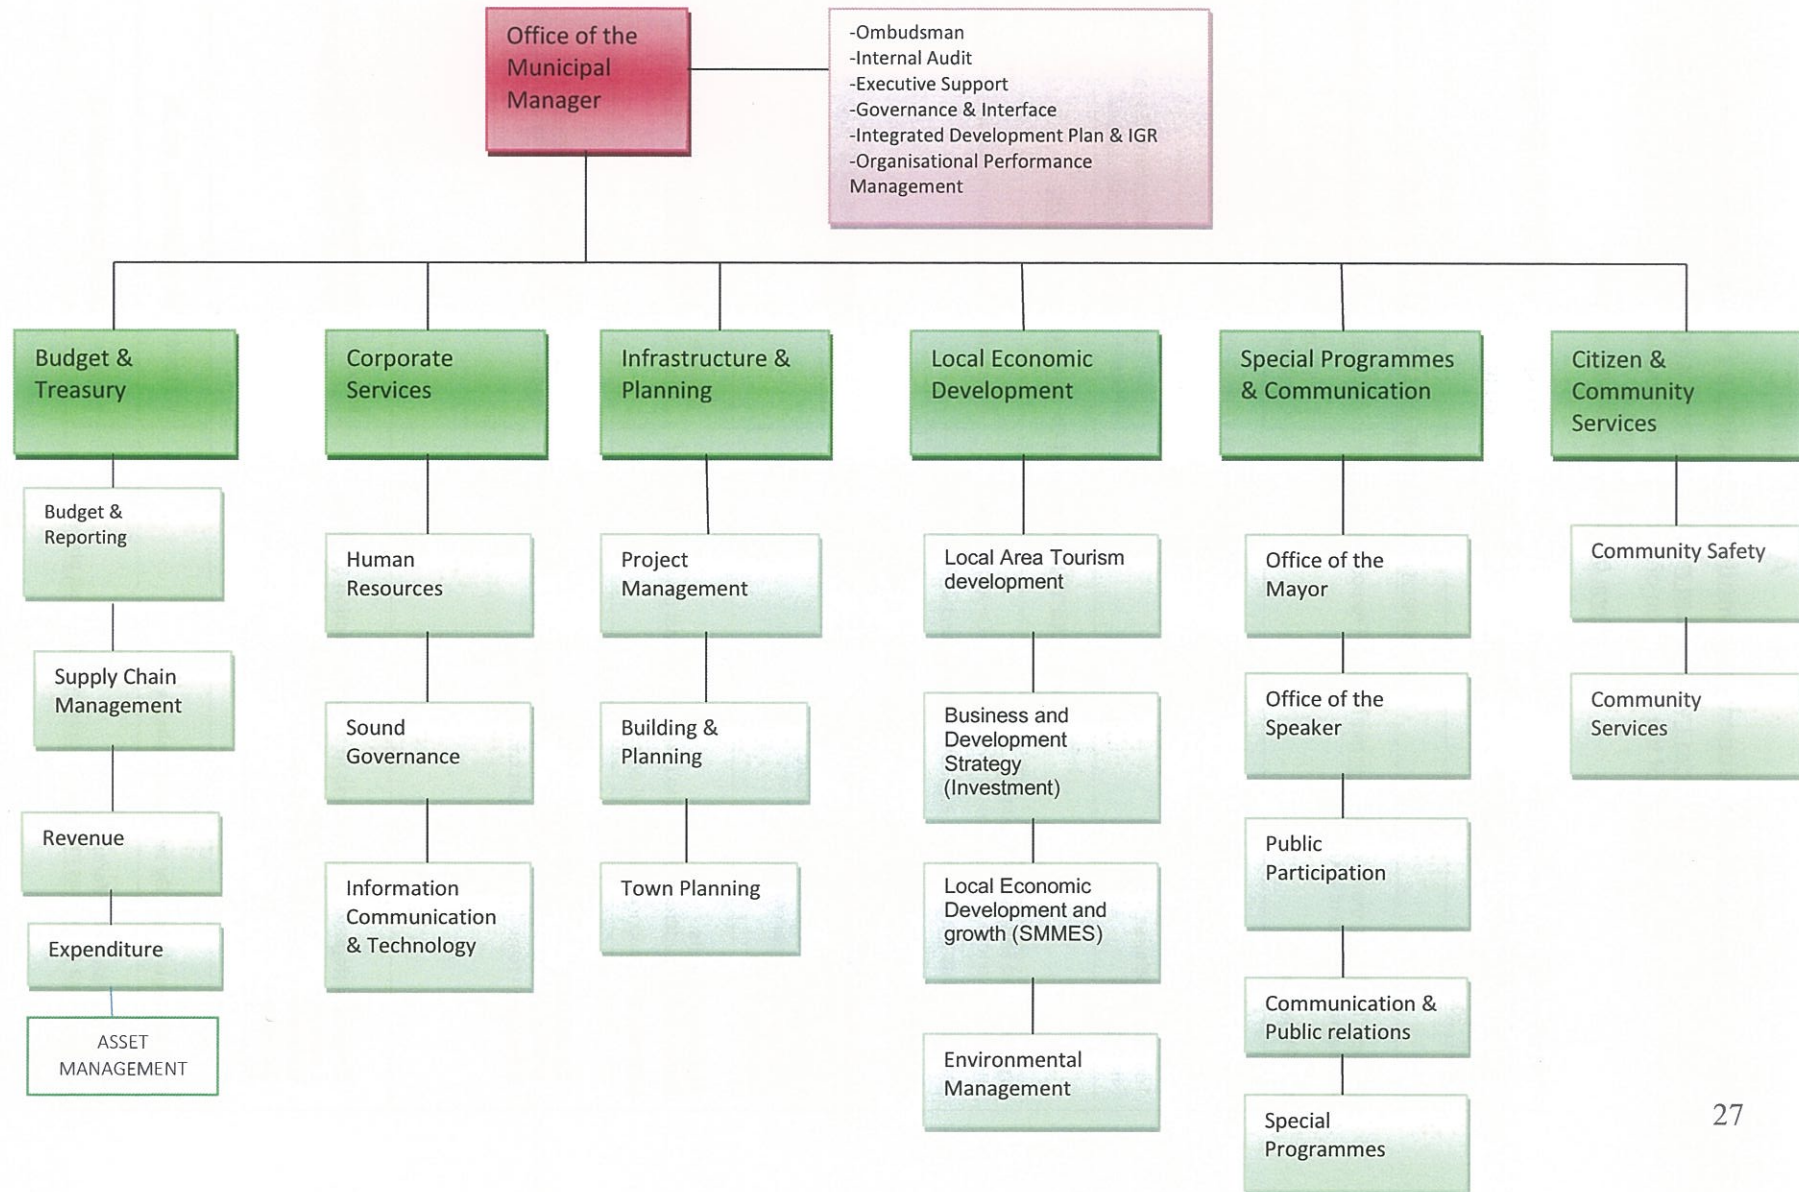 Office of the
Municipal
Manager
-Ombudsman
-Internal Audit
-Executive Support
-Governance & Interface
-Integrated Development Plan & IGR
-Organisational Performance
Management
Budget &
Treasury
Budget &
Reporting
Supply Chain
Management
Revenue
Expenditure
ASSET
MANAGEMENT
Corporate
Services
Human
Resources
Sound
Governance
Information
Communication
& Technology
Infrastructure &
Planning
Project
Management
Building &
Planning
Town Planning
Local Economic
Development
Local Area Tourism
development
Business and
Development
Strategy
(Investment)
Local Economic
Development and
growth (SMMES)
Environmental
Management
Special Programmes
& Communication
Office of the
Mayor
Office of the
Speaker
Public
Participation
Communication &
Public relations
Special
Programmes
Citizen &
Community
Services
Community Safety
Community
Services
27